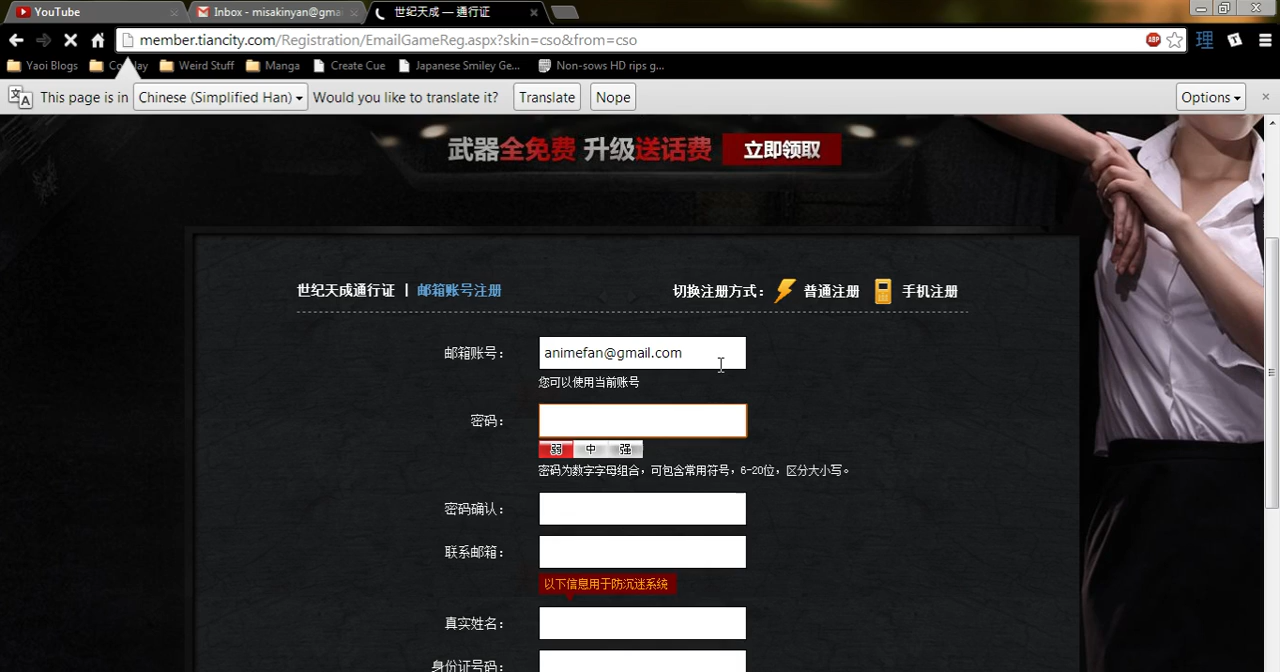 YouTube
Inbox - misakinyan@gma
世纪天成 — 通行证
member.tiancity.com/Registration/EmailGameReg.aspx?skin=cso&from=cso
ABP
理
T
Yaoi Blogs
Weird Stuff
Manga
Create Cue
Japanese Smiley Ge...
Non-sows HD rips g...
This page is in
Chinese (Simplified Han)
Would you like to translate it?
Translate
Nope
Options
武器全免费 升级送话费 立即领取
世纪天成通行证 | 邮箱账号注册
切换注册方式： 普通注册 手机注册
邮箱账号： animefan@gmail.com
您可以使用当前账号
密码：
弱 中 强
密码为数字字母组合，可包含常用符号，6-20位，区分大小写。
密码确认：
联系邮箱：
以下信息用于防沉迷系统
真实姓名：
身份证号码：